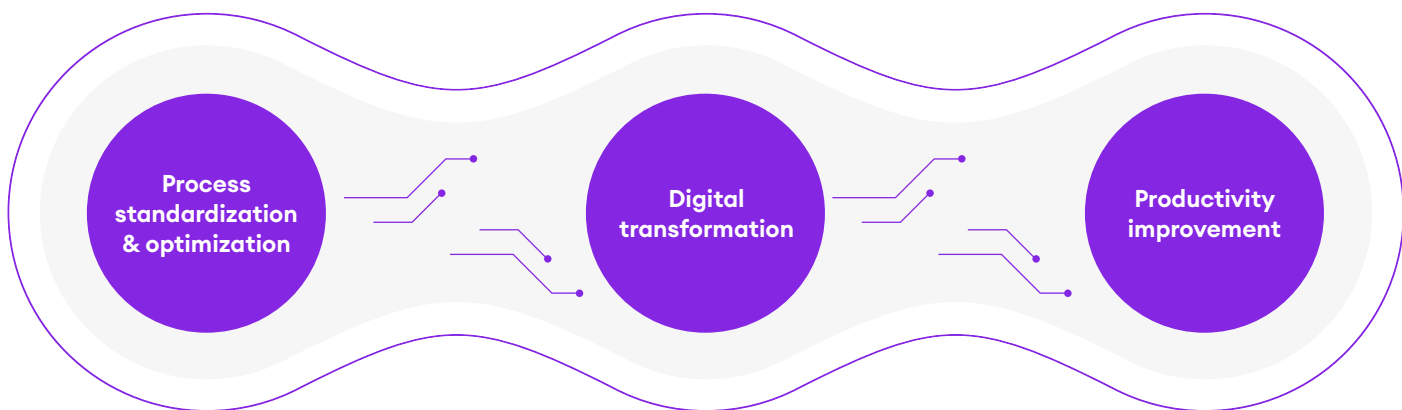 Process
standardization
& optimization
Digital
transformation
Productivity
improvement